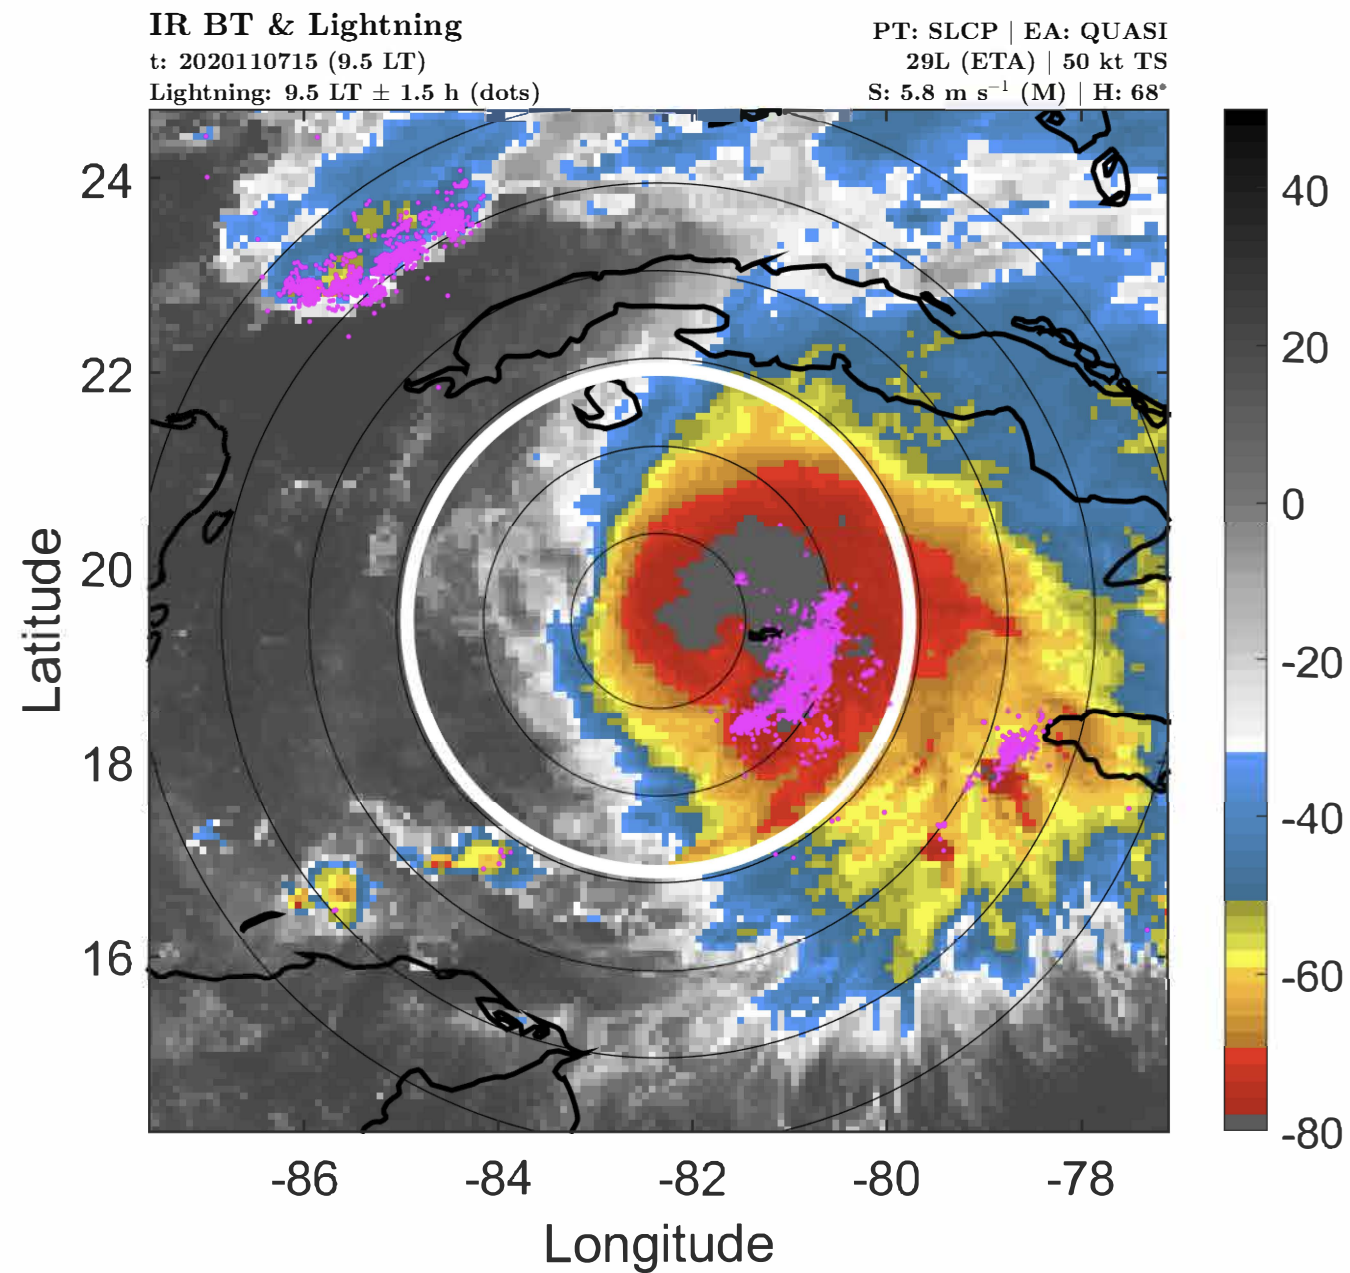 IR BT & Lightning
t: 2020110715 (9.5 LT)
Lightning: 9.5 LT ± 1.5 h (dots)
PT: SLCP | EA: QUASI
29L (ETA) | 50 kt TS
S: 5.8 m s⁻¹ (M) | H: 68°
24
22
20
18
16
Latitude
-86
-84
-82
-80
-78
Longitude
40
20
0
-20
-40
-60
-80